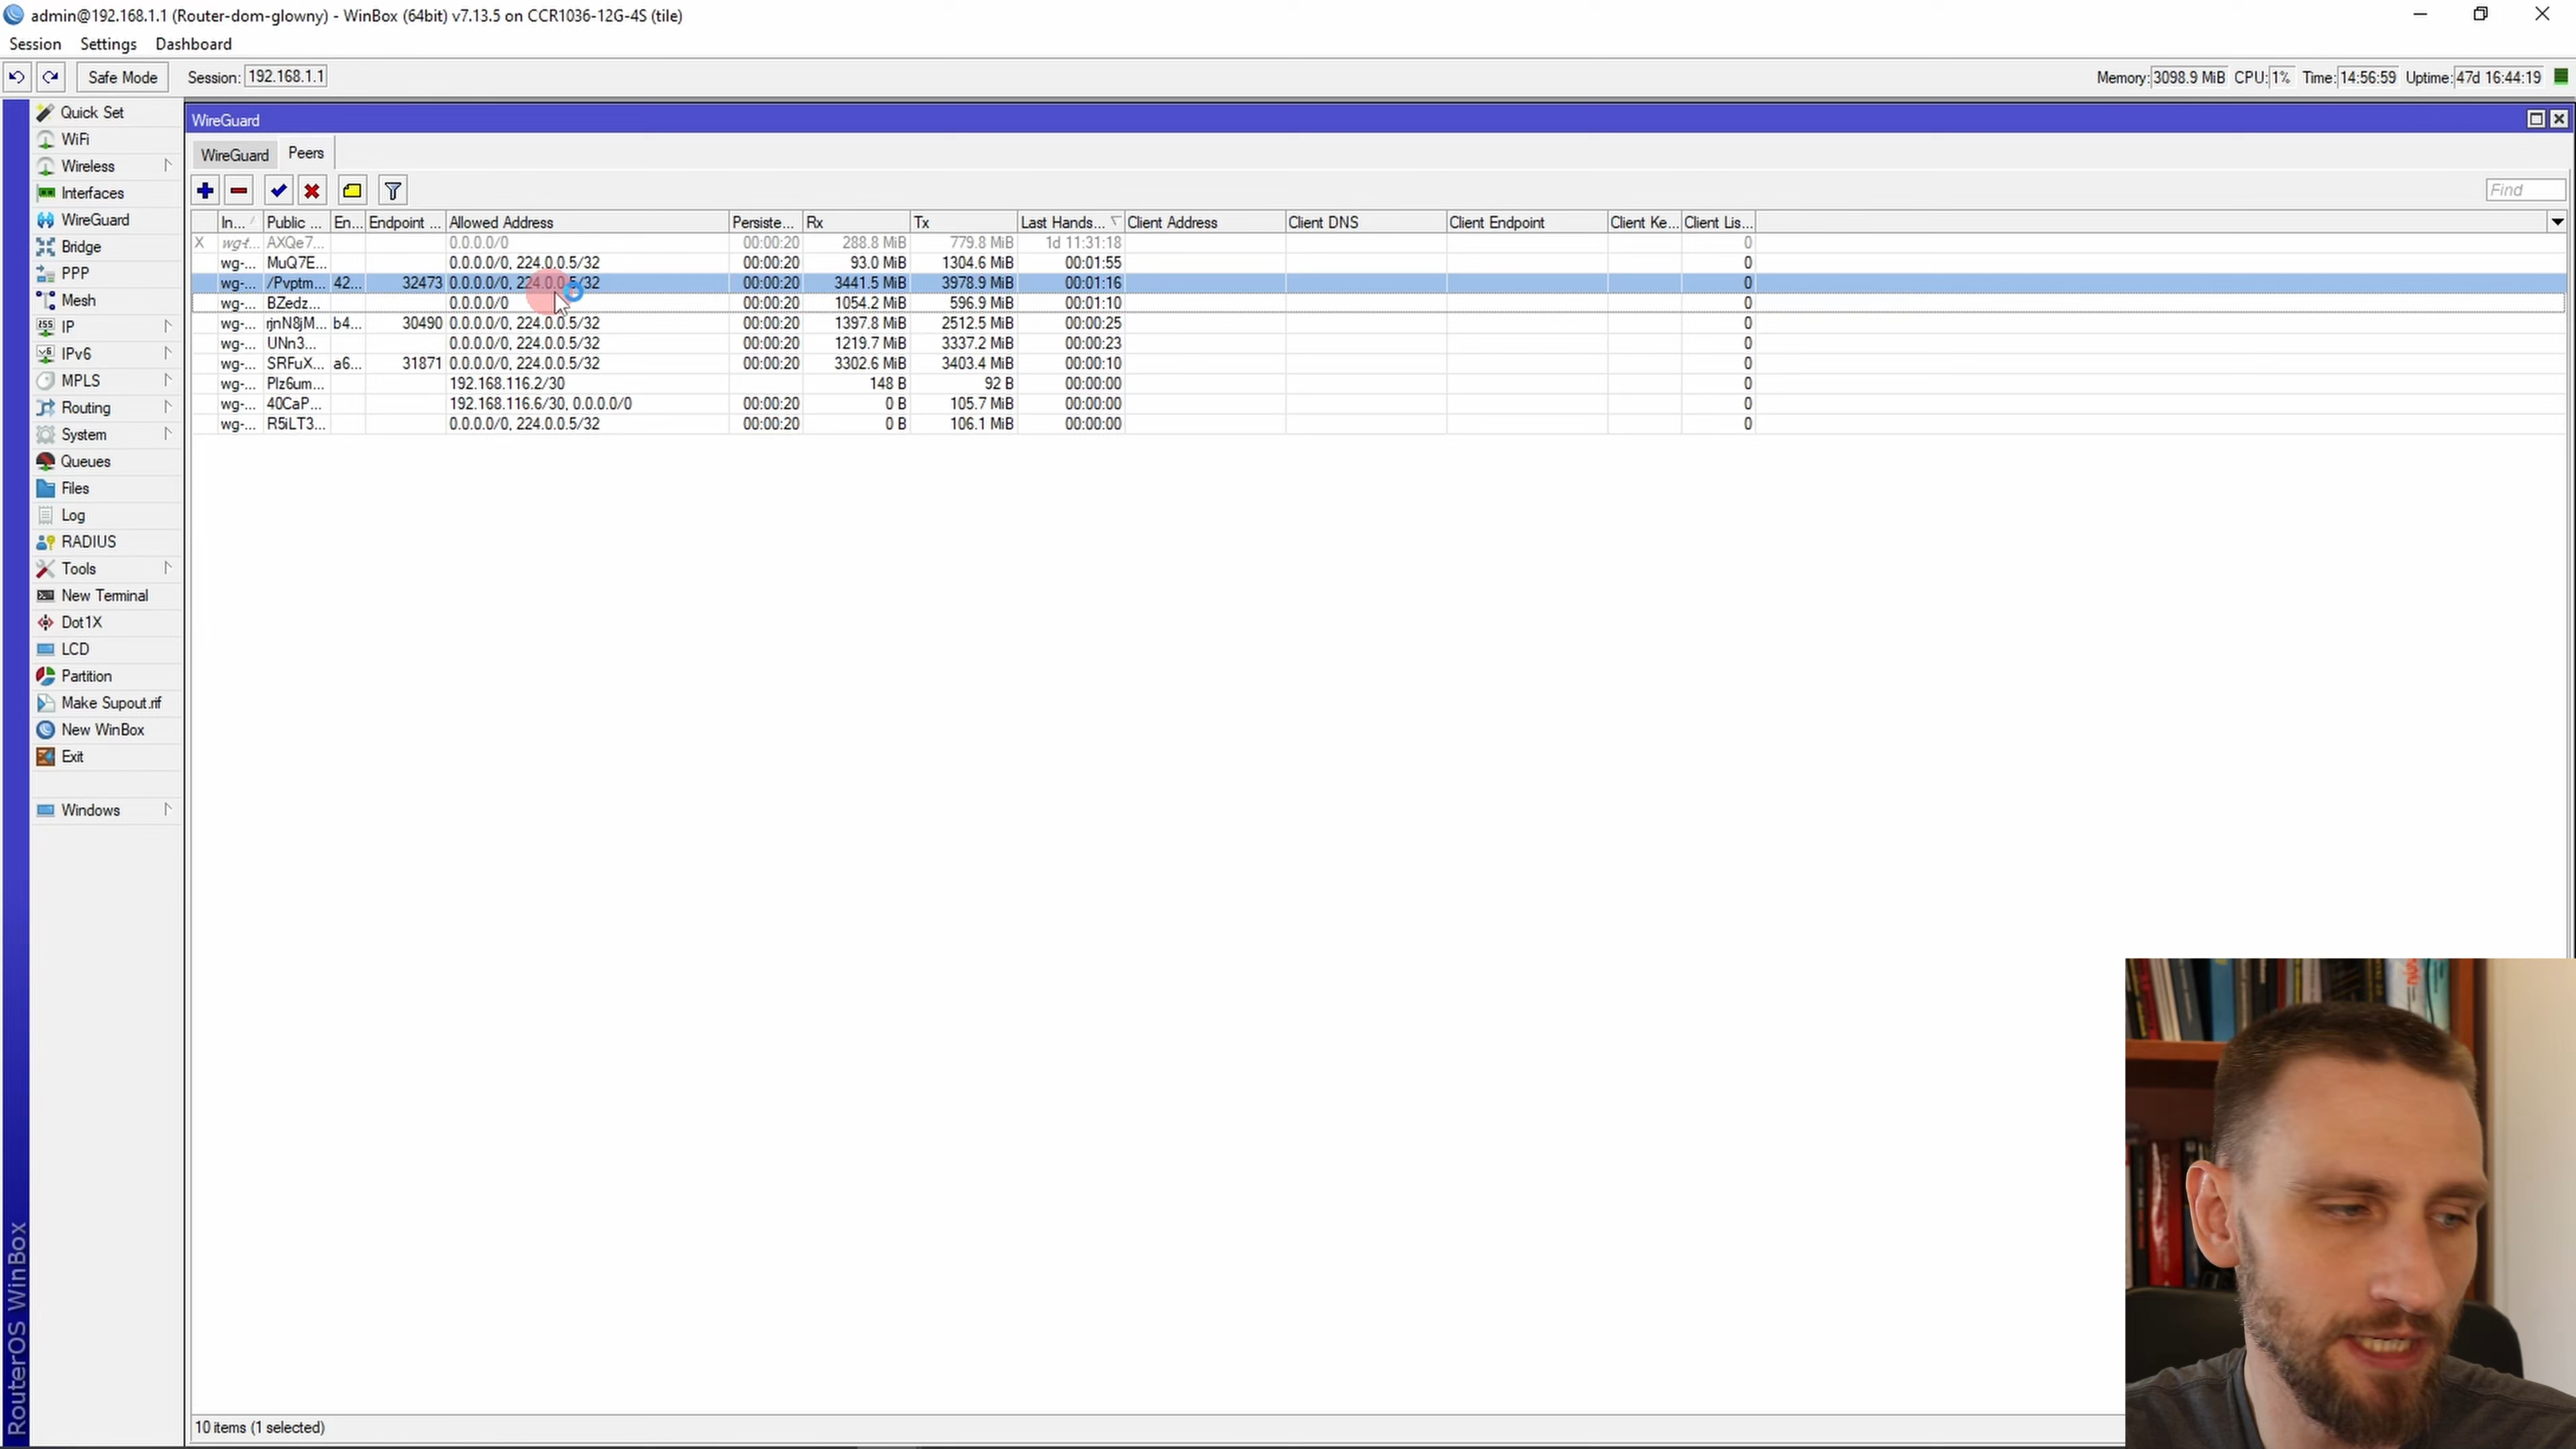 admin@192.168.1.1 (Router-dom-glowny) - WinBox (64bit) v7.13.5 on CCR1036-12G-4S (tile)
Session Settings Dashboard
Safe Mode Session: 192.168.1.1 Memory: 3098.9 MiB CPU: 1% Time: 14:56:59 Uptime: 47d 16:44:19
Quick Set
WiFi
Wireless
Interfaces
WireGuard
Bridge
PPP
Mesh
IP
IPv6
MPLS
Routing
System
Queues
Files
Log
RADIUS
Tools
New Terminal
Dot1X
LCD
Partition
Make Supout.rif
New WinBox
Exit
Windows
RouterOS WinBox
WireGuard
WireGuard Peers
Find
In... Public ... En... Endpoint ... Allowed Address Persiste... Rx Tx Last Hands... Client Address Client DNS Client Endpoint Client Ke... Client Lis...
X wg-t... AXQe7... 0.0.0.0/0 00:00:20 288.8 MiB 779.8 MiB 1d 11:31:18 0
wg-... MuQ7E... 0.0.0.0/0, 224.0.0.5/32 00:00:20 93.0 MiB 1304.6 MiB 00:01:55 0
wg-... /Pvptm... 42... 32473 0.0.0.0/0, 224.0.0.5/32 00:00:20 3441.5 MiB 3978.9 MiB 00:01:16 0
wg-... BZedz... 0.0.0.0/0 00:00:20 1054.2 MiB 596.9 MiB 00:01:10 0
wg-... rjnN8jM... b4... 30490 0.0.0.0/0, 224.0.0.5/32 00:00:20 1397.8 MiB 2512.5 MiB 00:00:25 0
wg-... UNn3... 0.0.0.0/0, 224.0.0.5/32 00:00:20 1219.7 MiB 3337.2 MiB 00:00:23 0
wg-... SRFuX... a6... 31871 0.0.0.0/0, 224.0.0.5/32 00:00:20 3302.6 MiB 3403.4 MiB 00:00:10 0
wg-... PIz6um... 192.168.116.2/30 148 B 92 B 00:00:00 0
wg-... 40CaP... 192.168.116.6/30, 0.0.0.0/0 00:00:20 0 B 105.7 MiB 00:00:00 0
wg-... R5iLT3... 0.0.0.0/0, 224.0.0.5/32 00:00:20 0 B 106.1 MiB 00:00:00 0
10 items (1 selected)